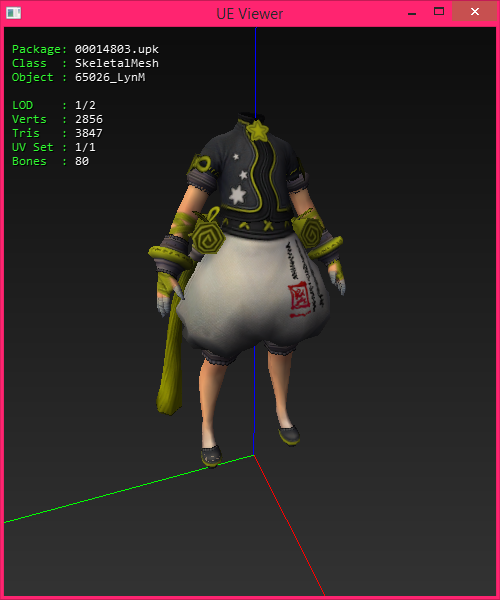 UE Viewer
Package: 00014803.upk
Class  : SkeletalMesh
Object : 65026_LynM
LOD    : 1/2
Verts  : 2856
Tris   : 3847
UV Set : 1/1
Bones  : 80